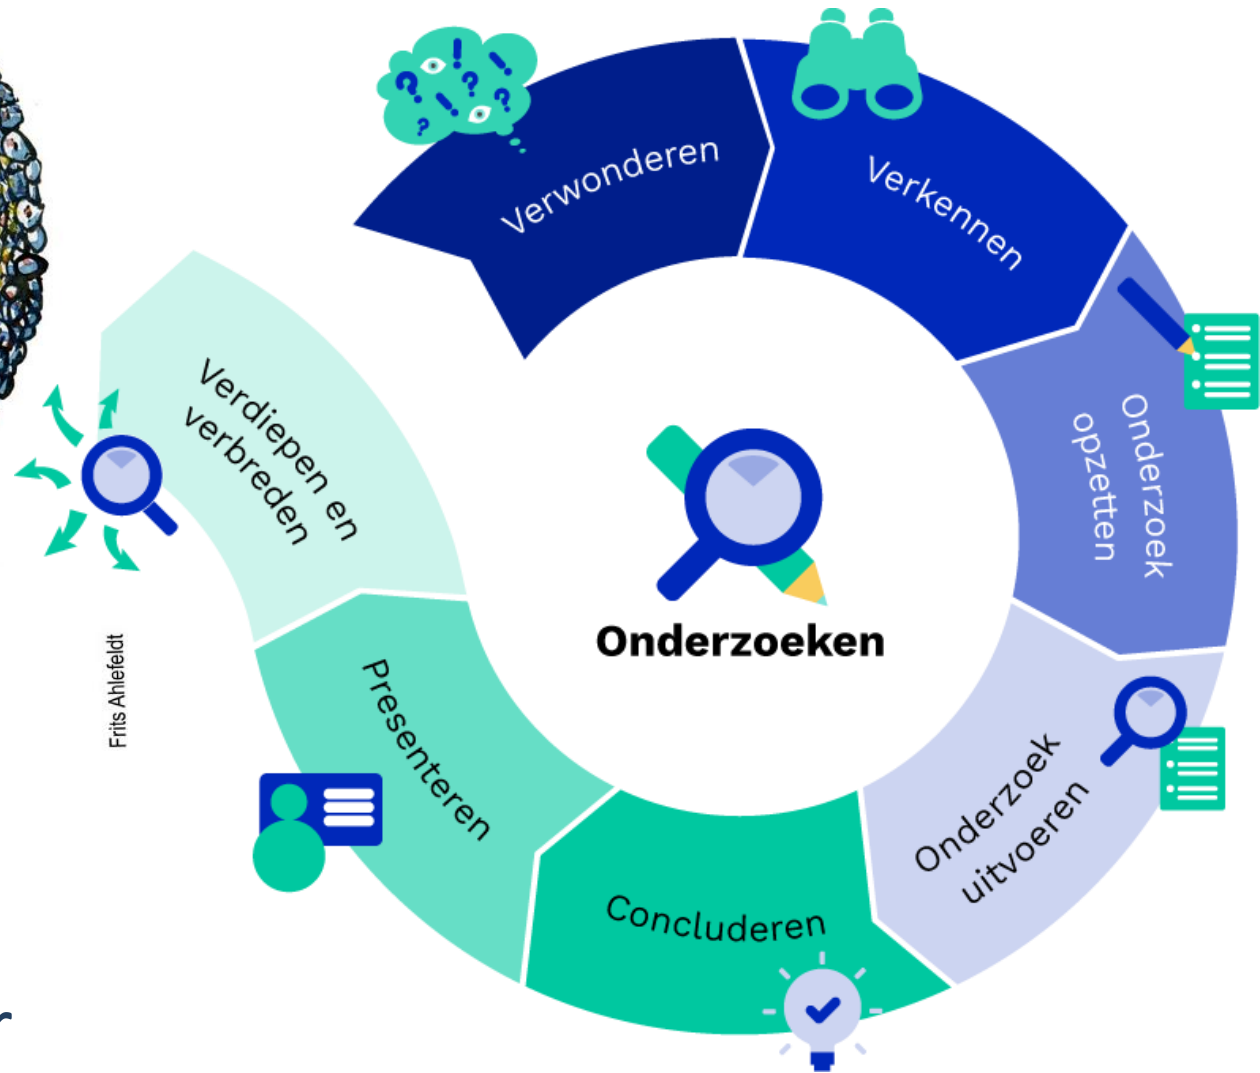 Verwonderen
Verkennen
Onderzoek
opzetten
Onderzoek
uitvoeren
Concluderen
Presenteren
Verdiepen en
verbreden
Onderzoeken
Frits Ahlefeldt
r